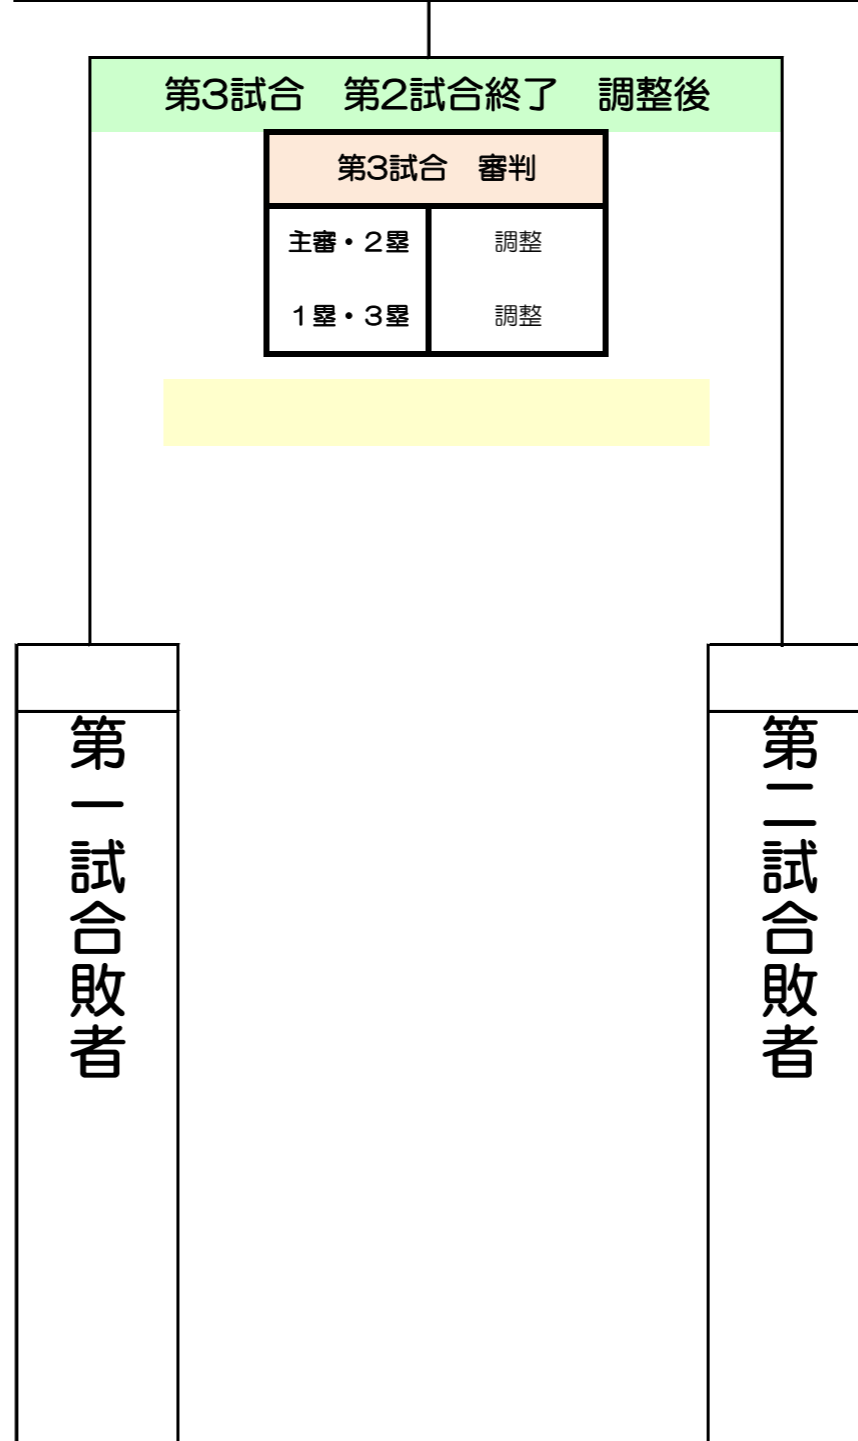 第3試合　第2試合終了　調整後
第3試合　審判
主審・２塁　調整
１塁・３塁　調整
第一試合敗者
第二試合敗者